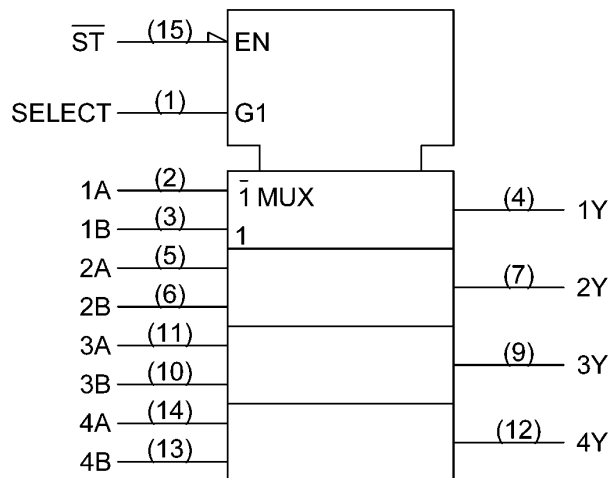 S̅T̅ (15) EN
SELECT (1) G1
1A (2) 1̅ MUX
(4) 1Y
1B (3) 1
2A (5)
(7) 2Y
2B (6)
3A (11)
(9) 3Y
3B (10)
4A (14)
(12) 4Y
4B (13)